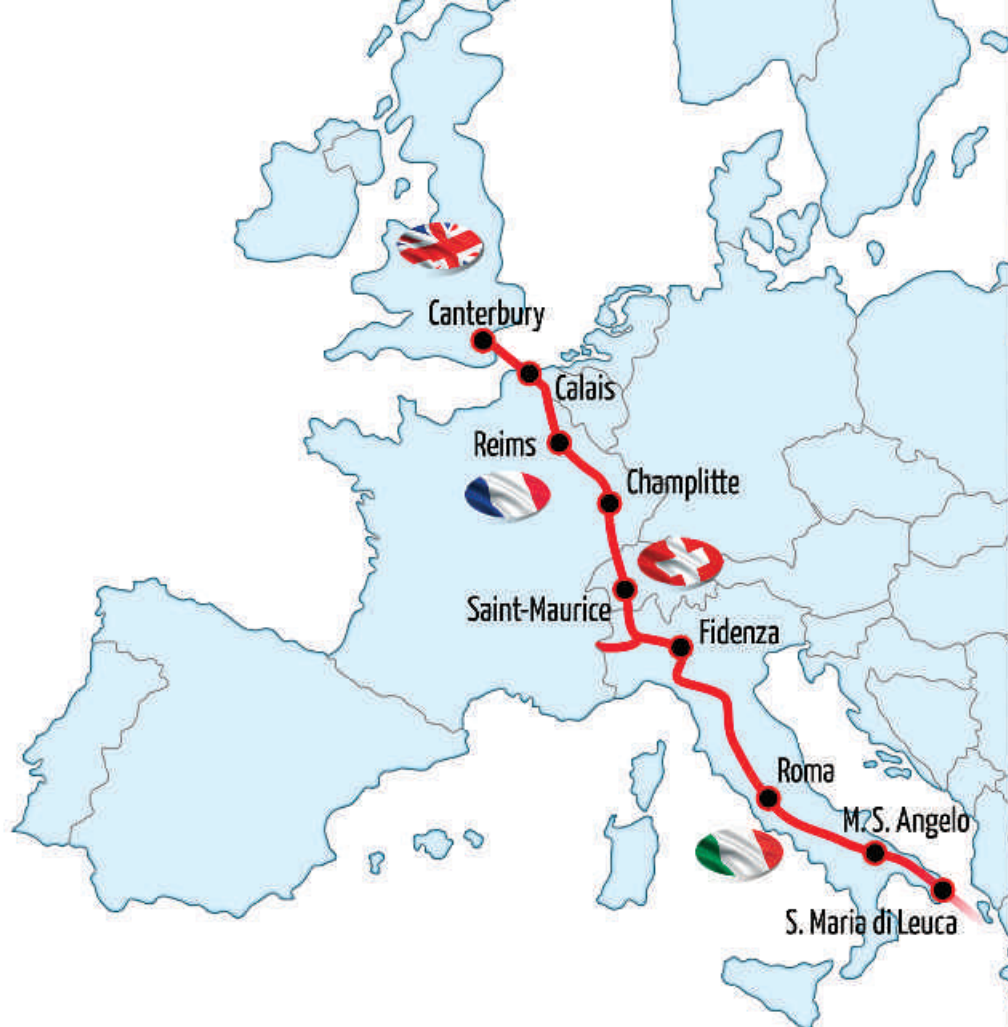 Canterbury
Calais
Reims
Champlitte
Saint-Maurice
Fidenza
Roma
M. S. Angelo
S. Maria di Leuca